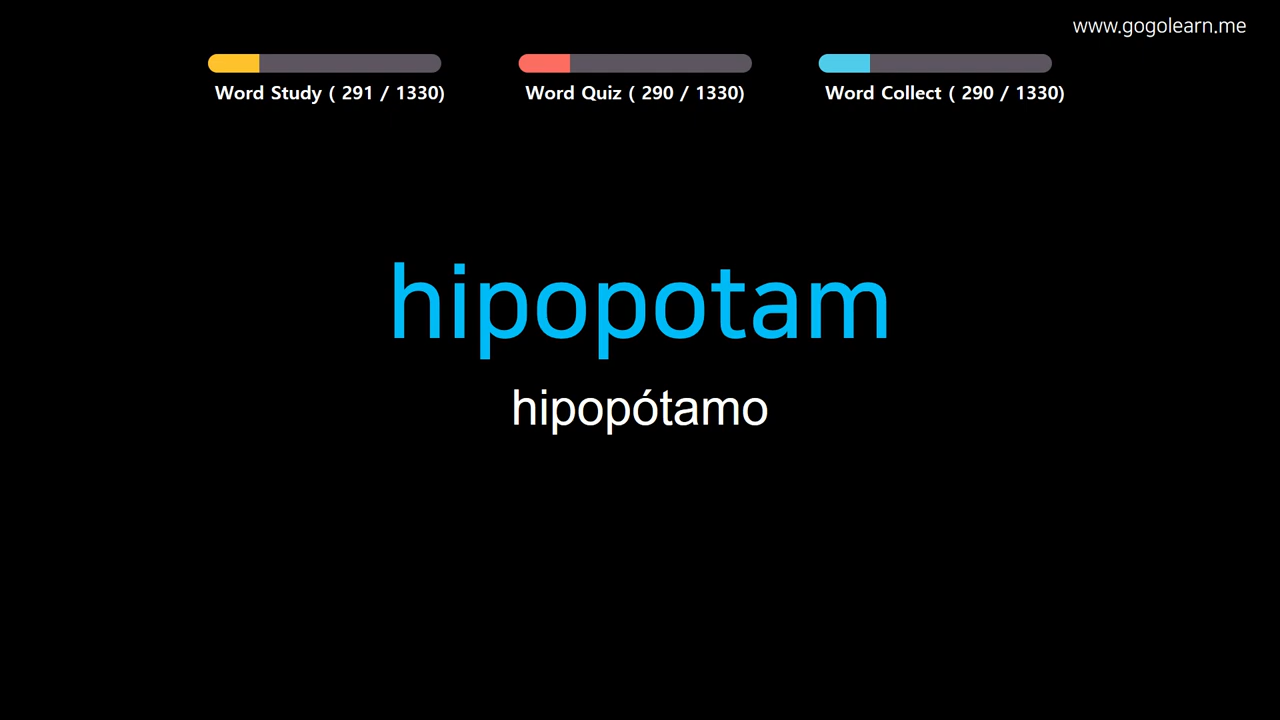 www.gogolearn.me
Word Study ( 291 / 1330)
Word Quiz ( 290 / 1330)
Word Collect ( 290 / 1330)
hipopotam
hipopótamo